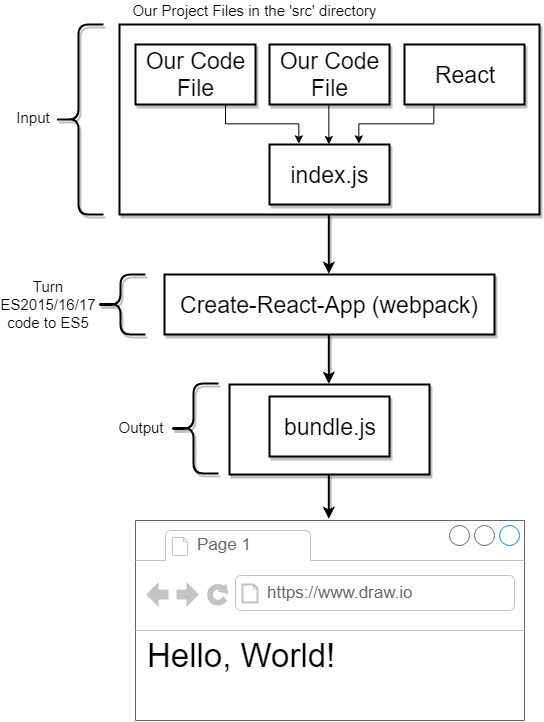 Our Project Files in the 'src' directory
Our Code
File
Our Code
File
React
Input
index.js
Turn
ES2015/16/17
code to ES5
Create-React-App (webpack)
Output
bundle.js
Page 1
https://www.draw.io
Hello, World!